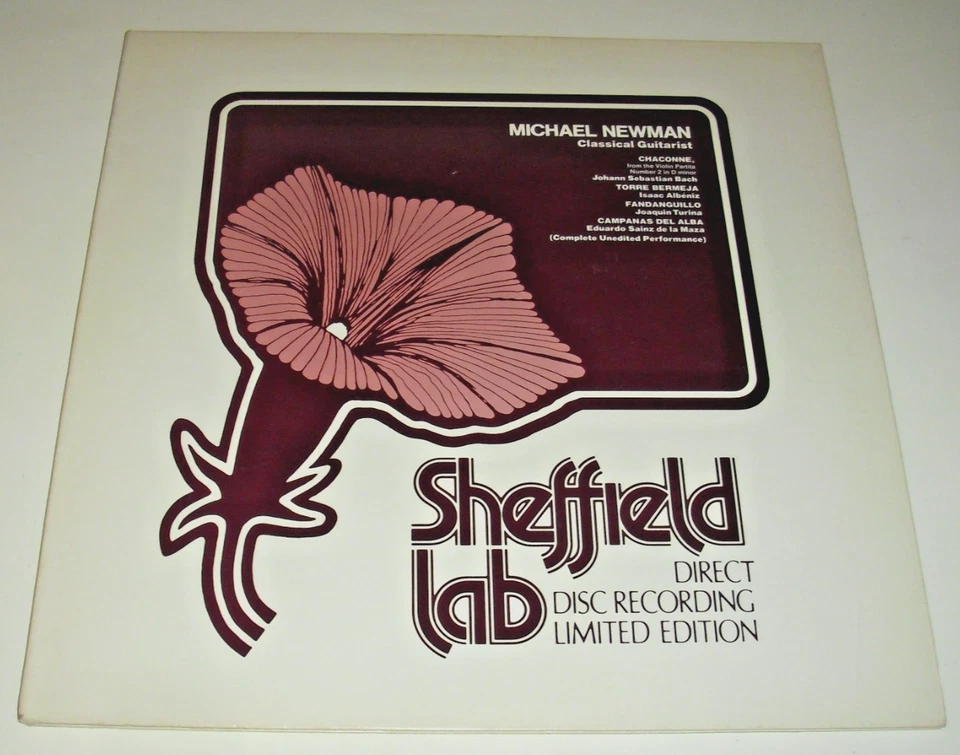 MICHAEL NEWMAN
Classical Guitarist
CHACONNE,
from the Violin Partita
Number 2 in D minor
Johann Sebastian Bach
TORRE BERMEJA
Isaac Albéniz
FANDANGUILLO
Joaquin Turina
CAMPANAS DEL ALBA
Eduardo Sainz de la Maza
(Complete Unedited Performance)
Sheffield
lab
DIRECT
DISC RECORDING
LIMITED EDITION